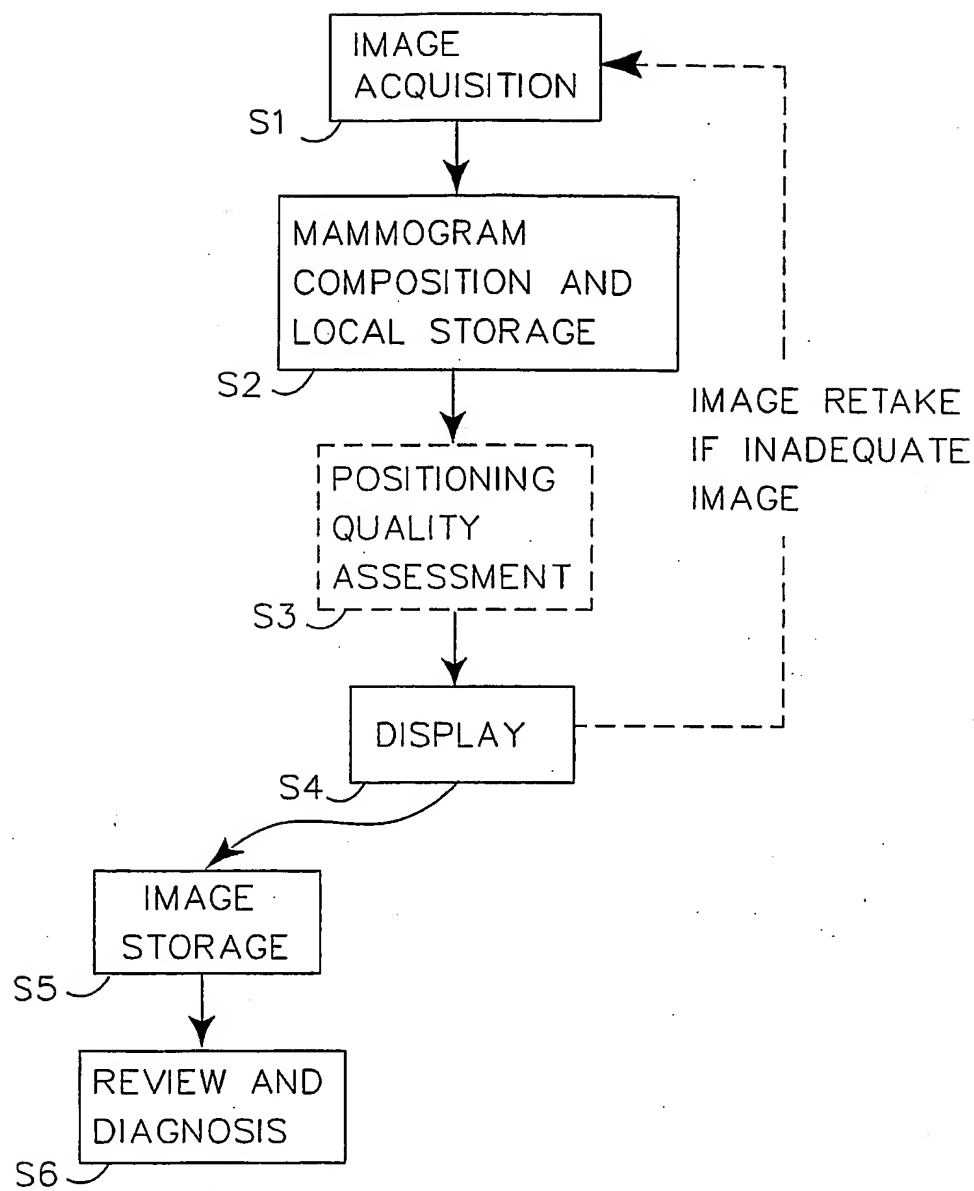 IMAGE
ACQUISITION
S1
MAMMOGRAM
COMPOSITION AND
LOCAL STORAGE
S2
IMAGE RETAKE
IF INADEQUATE
IMAGE
POSITIONING
QUALITY
ASSESSMENT
S3
DISPLAY
S4
IMAGE
STORAGE
S5
REVIEW AND
DIAGNOSIS
S6